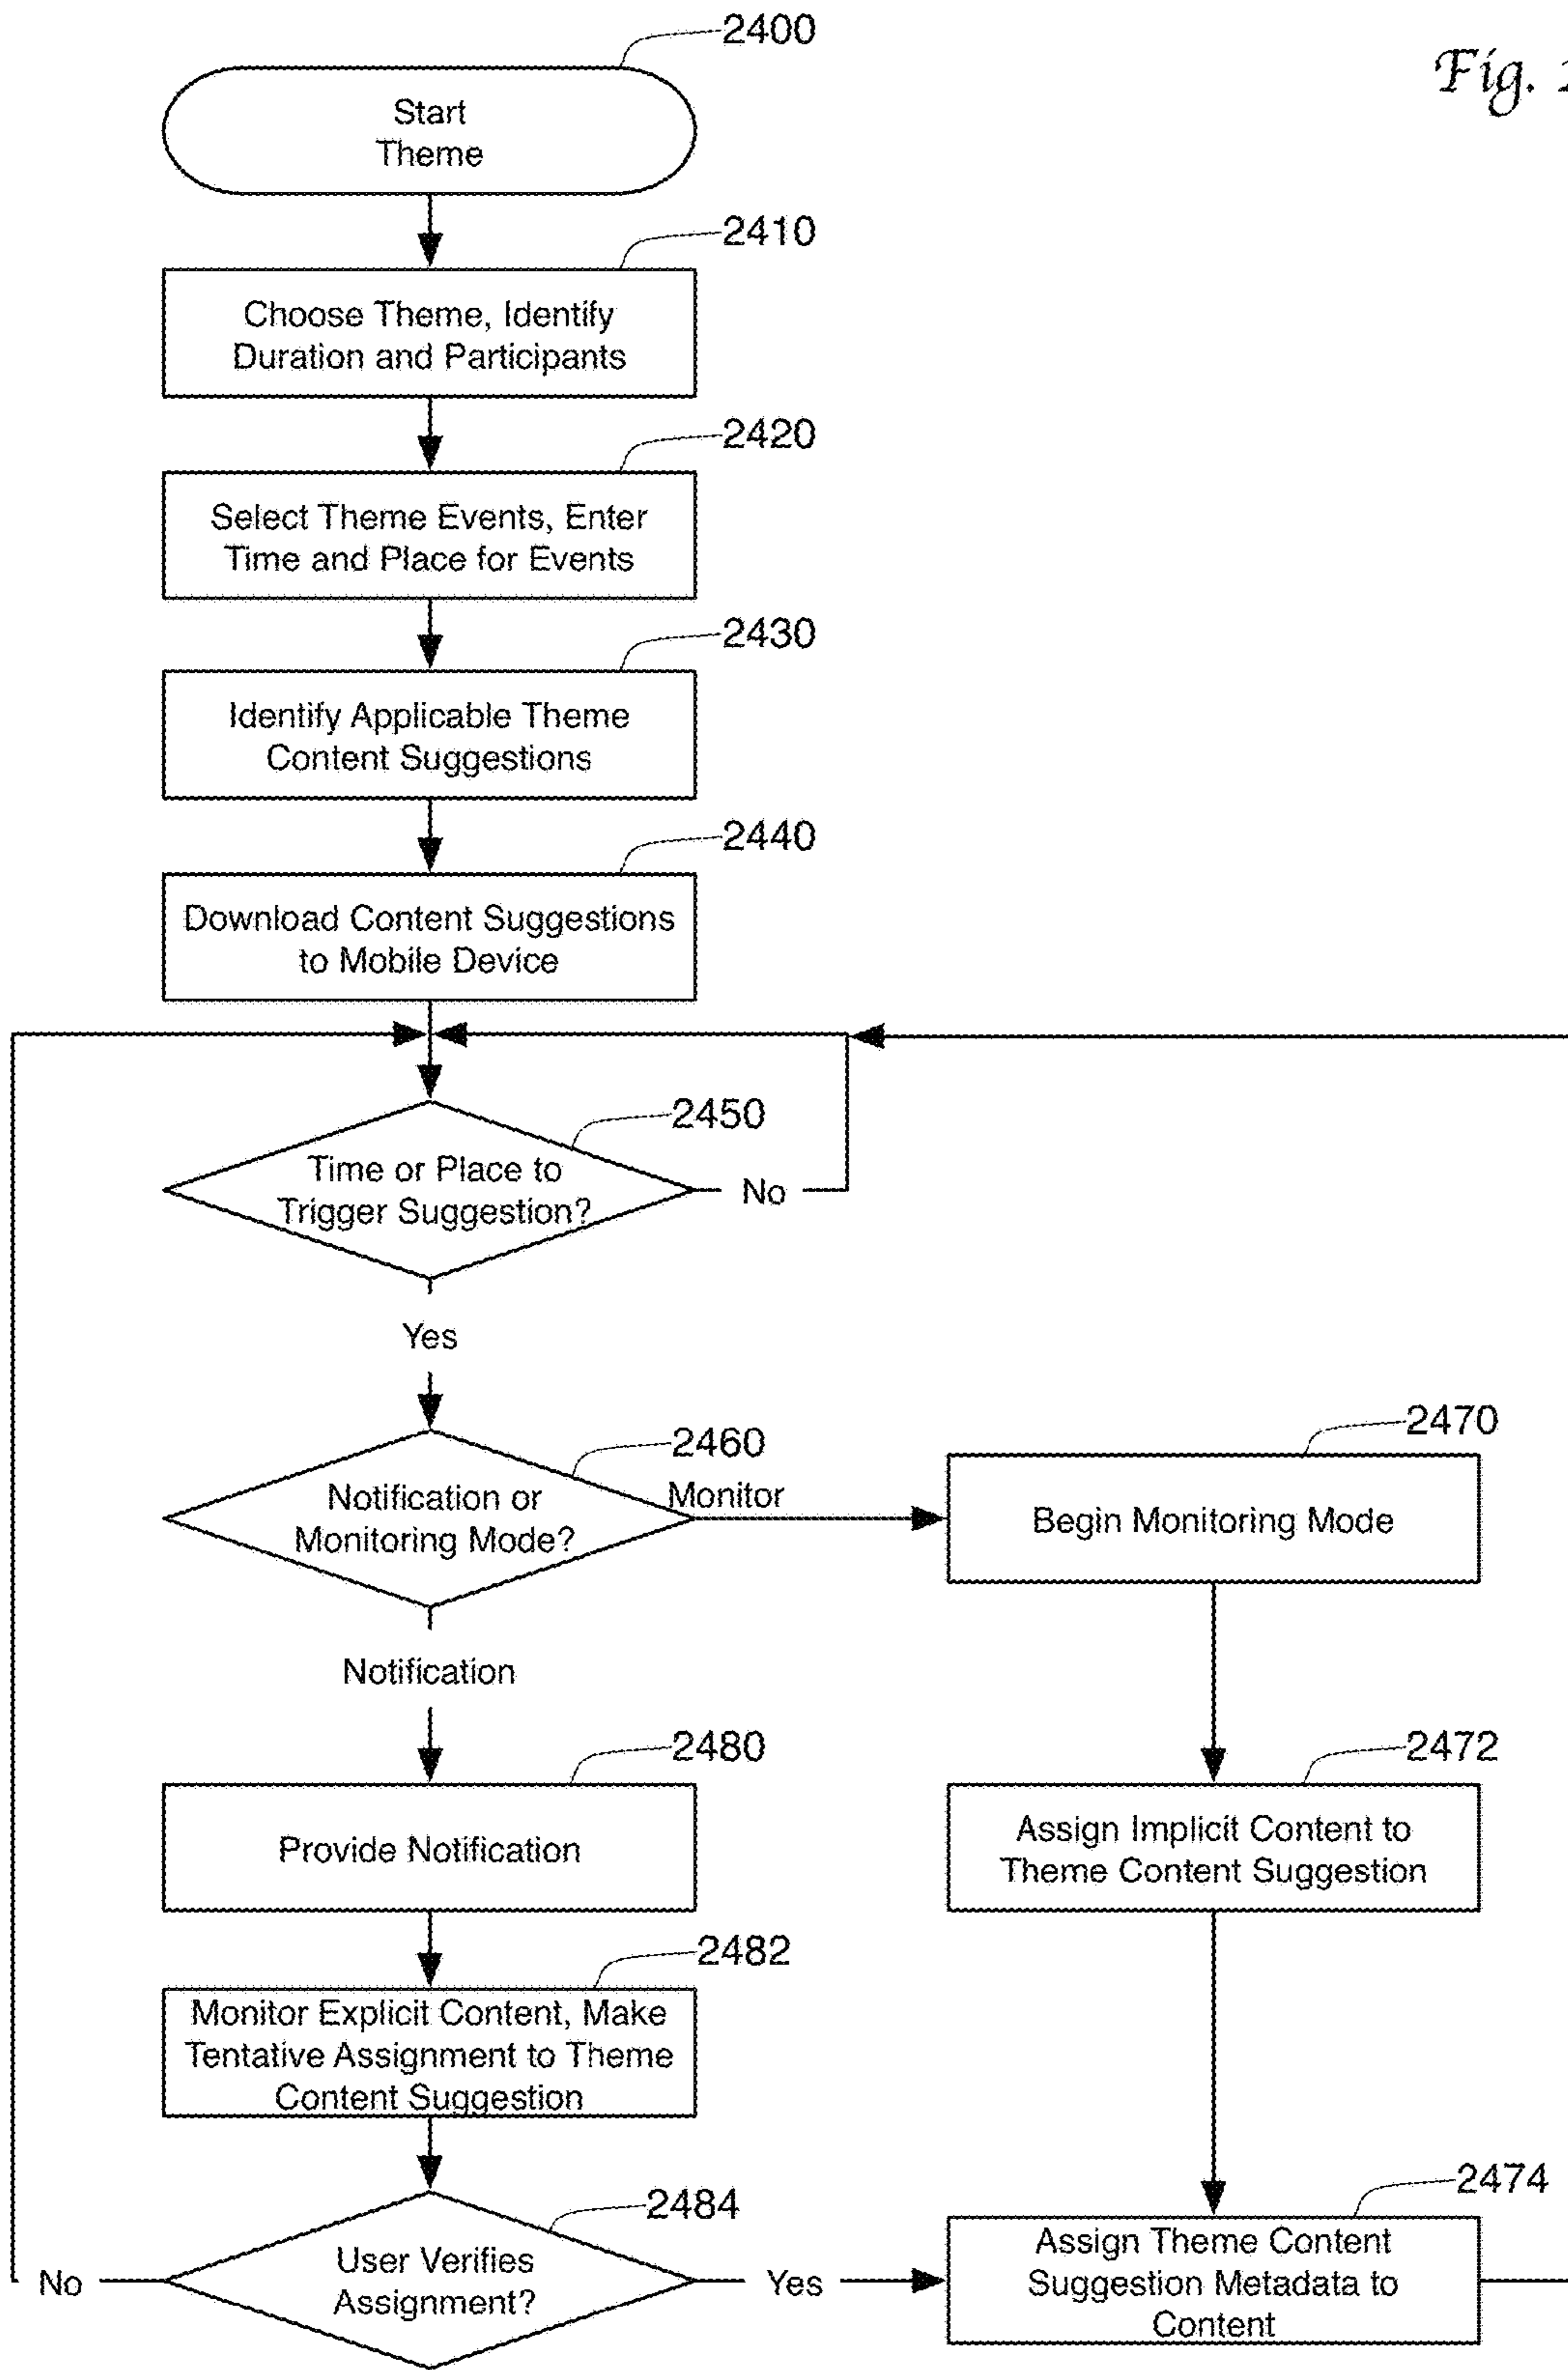 2400
Fig.
Start
Theme
2410
Choose Theme, Identify
Duration and Participants
2420
Select Theme Events, Enter
Time and Place for Events
2430
Identify Applicable Theme
Content Suggestions
2440
Download Content Suggestions
to Mobile Device
2450
Time or Place to
Trigger Suggestion?
No
Yes
2460
Notification or
Monitoring Mode?
Monitor
2470
Begin Monitoring Mode
Notification
2480
Provide Notification
2472
Assign Implicit Content to
Theme Content Suggestion
2482
Monitor Explicit Content, Make
Tentative Assignment to Theme
Content Suggestion
2484
User Verifies
Assignment?
No
Yes
2474
Assign Theme Content
Suggestion Metadata to
Content